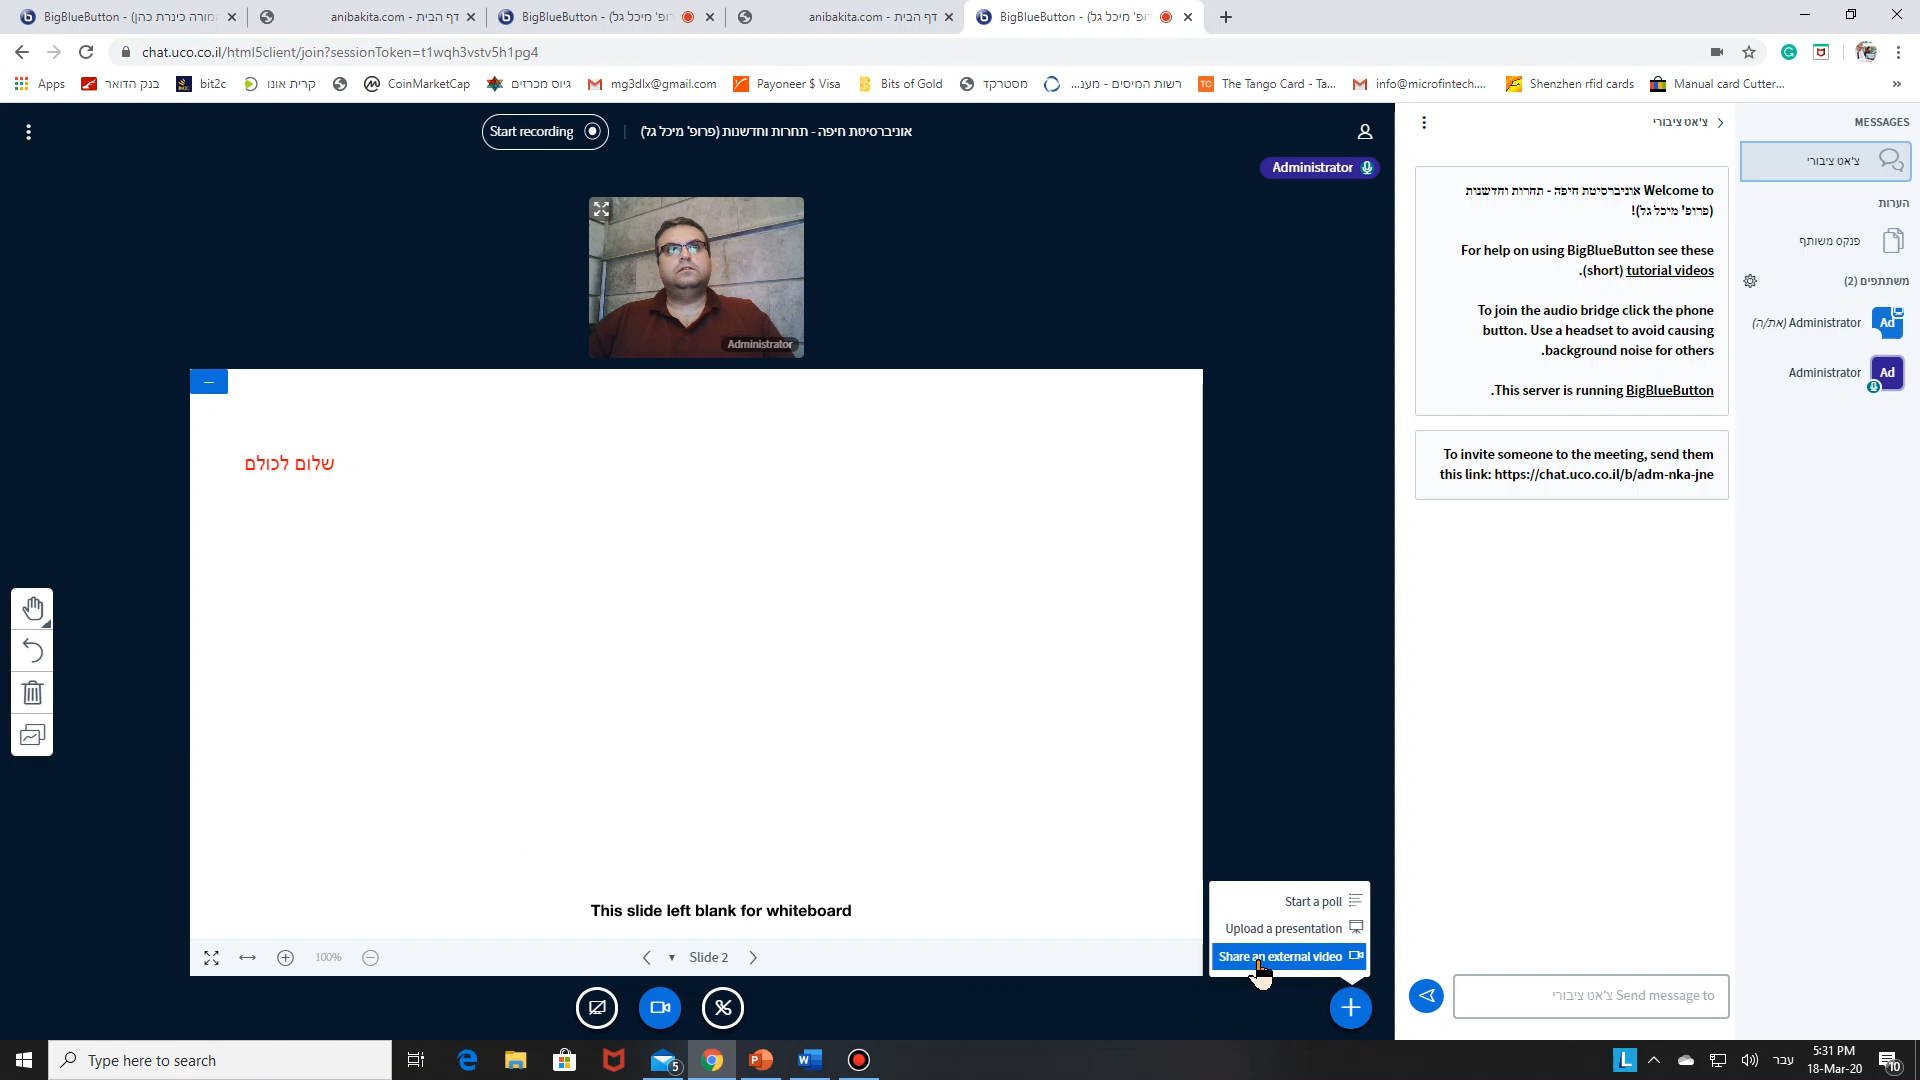 BigBlueButton - (המורה כינרת כהן
דף הבית - anibakita.com
BigBlueButton - (פרופ' מיכל גל
דף הבית - anibakita.com
BigBlueButton - (פרופ' מיכל גל
chat.uco.co.il/html5client/join?sessionToken=t1wqh3vstv5h1pg4
Apps
בנק הדואר
bit2c
קרית אונו
CoinMarketCap
גיוס מכרזים
mg3dlx@gmail.com
Payoneer $ Visa
Bits of Gold
מסטרקד
רשות המיסים - מענ...
The Tango Card - Ta...
info@microfintech....
Shenzhen rfid cards
Manual card Cutter...
Start recording
אוניברסיטת חיפה - תחרות וחדשנות (פרופ' מיכל גל)
Administrator
Administrator
שלום לכולם
This slide left blank for whiteboard
100%
Slide 2
Start a poll
Upload a presentation
Share an external video
צ'אט ציבורי
Welcome to אוניברסיטת חיפה - תחרות וחדשנות
(פרופ' מיכל גל)!
For help on using BigBlueButton see these
(short) tutorial videos.
To join the audio bridge click the phone
button. Use a headset to avoid causing
background noise for others.
This server is running BigBlueButton.
To invite someone to the meeting, send them
this link: https://chat.uco.co.il/b/adm-nka-jne
Send message to צ'אט ציבורי
MESSAGES
צ'אט ציבורי
הערות
פנקס משותף
משתתפים (2)
Administrator (את/ה)
Ad
Administrator
Ad
Type here to search
5
L
עבר
5:31 PM
18-Mar-20
10